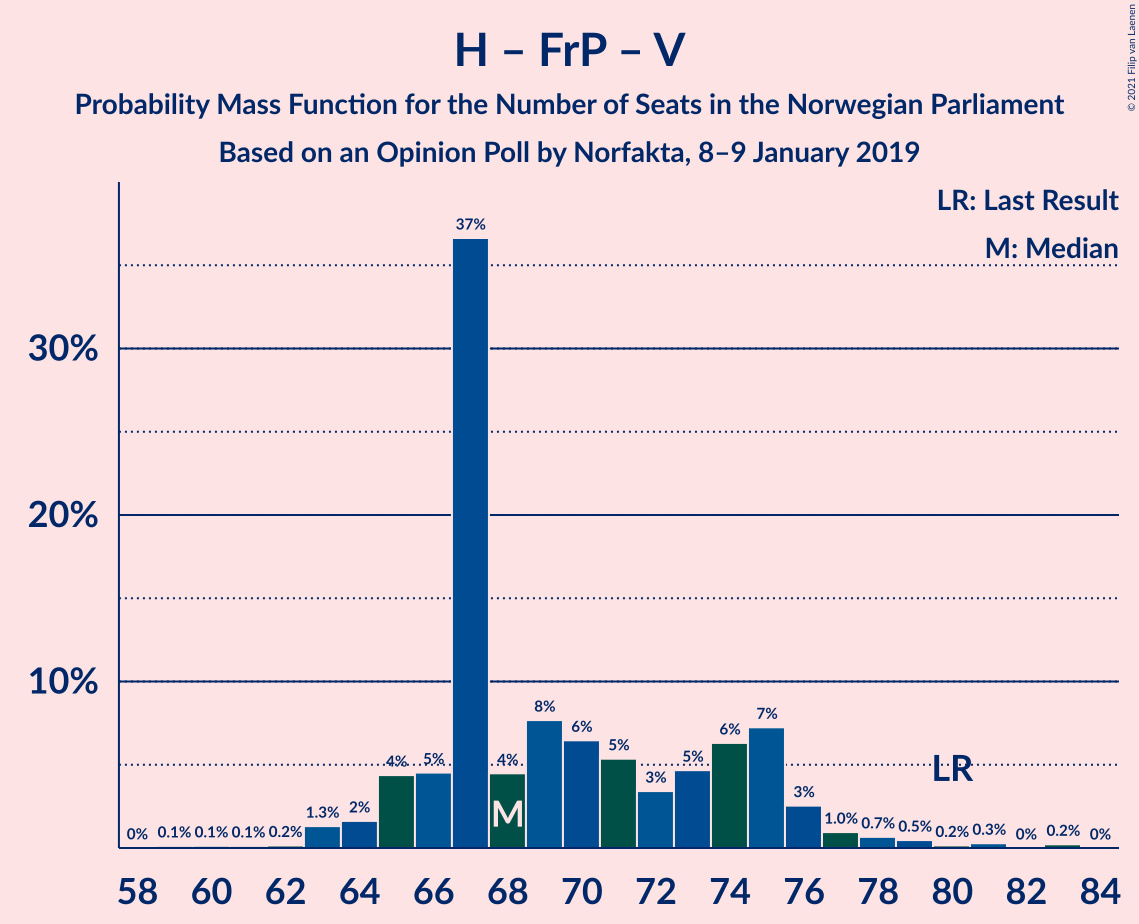 H – FrP – V
Probability Mass Function for the Number of Seats in the Norwegian Parliament
Based on an Opinion Poll by Norfakta, 8–9 January 2019
© 2021 Filip van Laenen
LR: Last Result
M: Median
30%
20%
10%
0% 0.1% 0.1% 0.1% 0.2% 1.3% 2% 4% 5% 37% 4% 8% 6% 5% 3% 5% 6% 7% 3% 1.0% 0.7% 0.5% 0.2% 0.3% 0% 0.2% 0%
M
LR
58 60 62 64 66 68 70 72 74 76 78 80 82 84